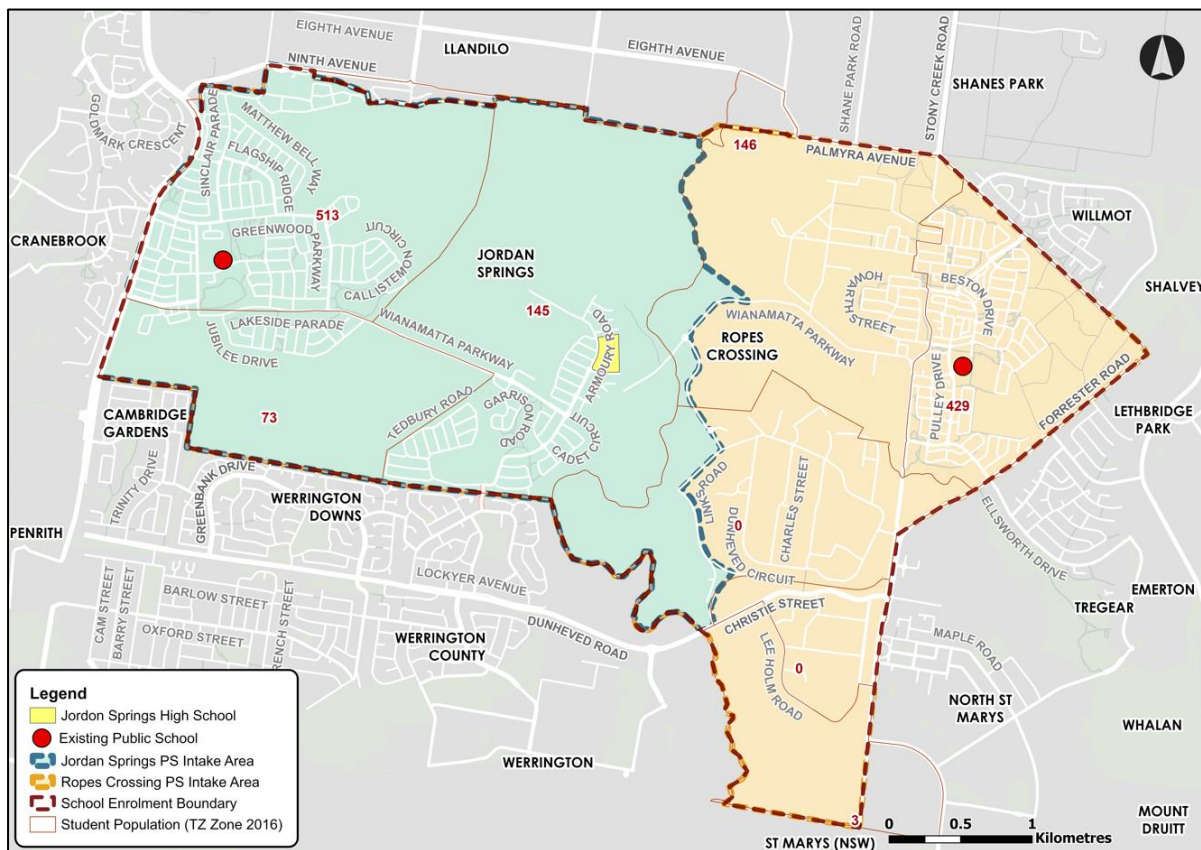 EIGHTH AVENUE
LLANDILO
EIGHTH AVENUE
NINTH AVENUE
SHANES PARK
SHANE PARK ROAD
STONY CREEK ROAD
GOLDMARK CRESCENT
SINCLAIR PARADE
MATTHEW BELL WAY
FLAGSHIP RIDGE
146
PALMYRA AVENUE
513
GREENWOOD
PARKWAY
CALLISTEMON CIRCUIT
CRANEBROOK
WILLMOT
JORDAN
SPRINGS
HOWARTH
STREET
BESTON DRIVE
SHALVEY
LAKESIDE PARADE
JUBILEE DRIVE
WIANAMATTA PARKWAY
145
ARMOURY ROAD
WIANAMATTA PARKWAY
ROPES
CROSSING
PULLEY DRIVE
429
FORRESTER ROAD
CAMBRIDGE
GARDENS
73
TEDBURY ROAD
GARRISON
ROAD
CADET CIRCUIT
LETHBRIDGE
PARK
TRINITY DRIVE
GREENBANK DRIVE
WERRINGTON
DOWNS
LINKS ROAD
0
DUNHEVED CIRCUIT
CHARLES STREET
ELLSWORTH DRIVE
PENRITH
LOCKYER AVENUE
CAM STREET
BARRY STREET
BARLOW STREET
OXFORD STREET
FRENCH STREET
CHRISTIE STREET
EMERTON
TREGEAR
DUNHEVED ROAD
WERRINGTON
COUNTY
LEE HOLM ROAD
0
MAPLE ROAD
NORTH ST
MARYS
WHALAN
WERRINGTON
MOUNT
DRUITT
3
ST MARYS (NSW)
0 0.5 1
Kilometres
Legend
Jordon Springs High School
Existing Public School
Jordan Springs PS Intake Area
Ropes Crossing PS Intake Area
School Enrolment Boundary
Student Population (TZ Zone 2016)